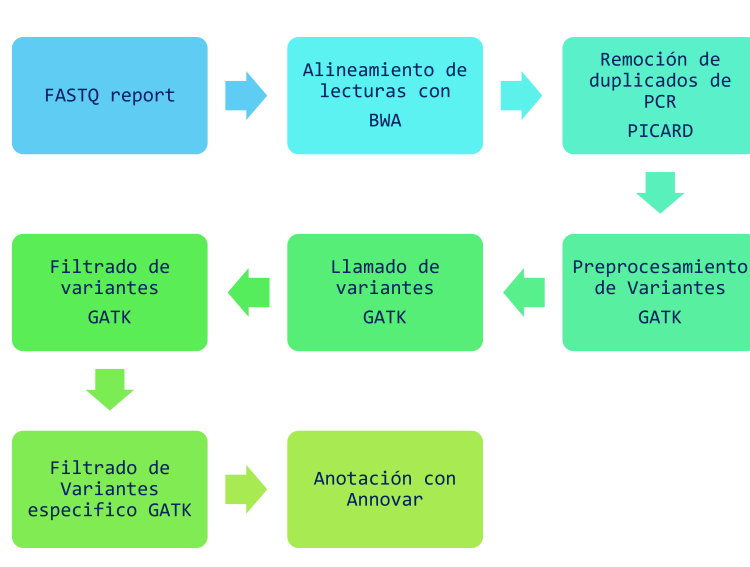 FASTQ report
Alineamiento de
lecturas con
BWA
Remoción de
duplicados de
PCR
PICARD
Preprocesamiento
de Variantes
GATK
Llamado de
variantes
GATK
Filtrado de
variantes
GATK
Filtrado de
Variantes
especifico GATK
Anotación con
Annovar